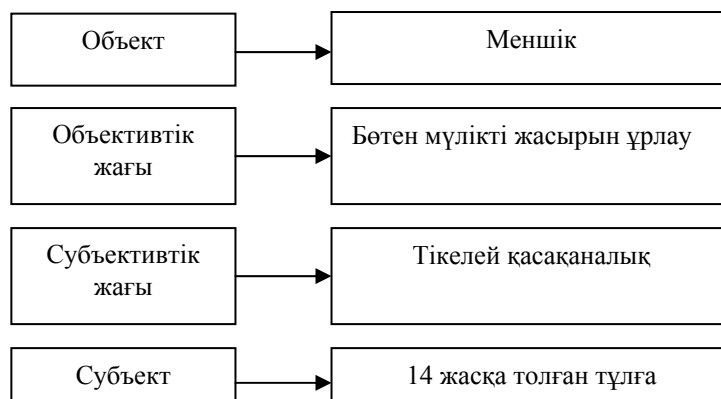 Объект
Меншік
Объективтік
жағы
Бөтен мүлікті жасырын ұрлау
Субъективтік
жағы
Тікелей қасақаналық
Субъект
14 жасқа толған тұлға